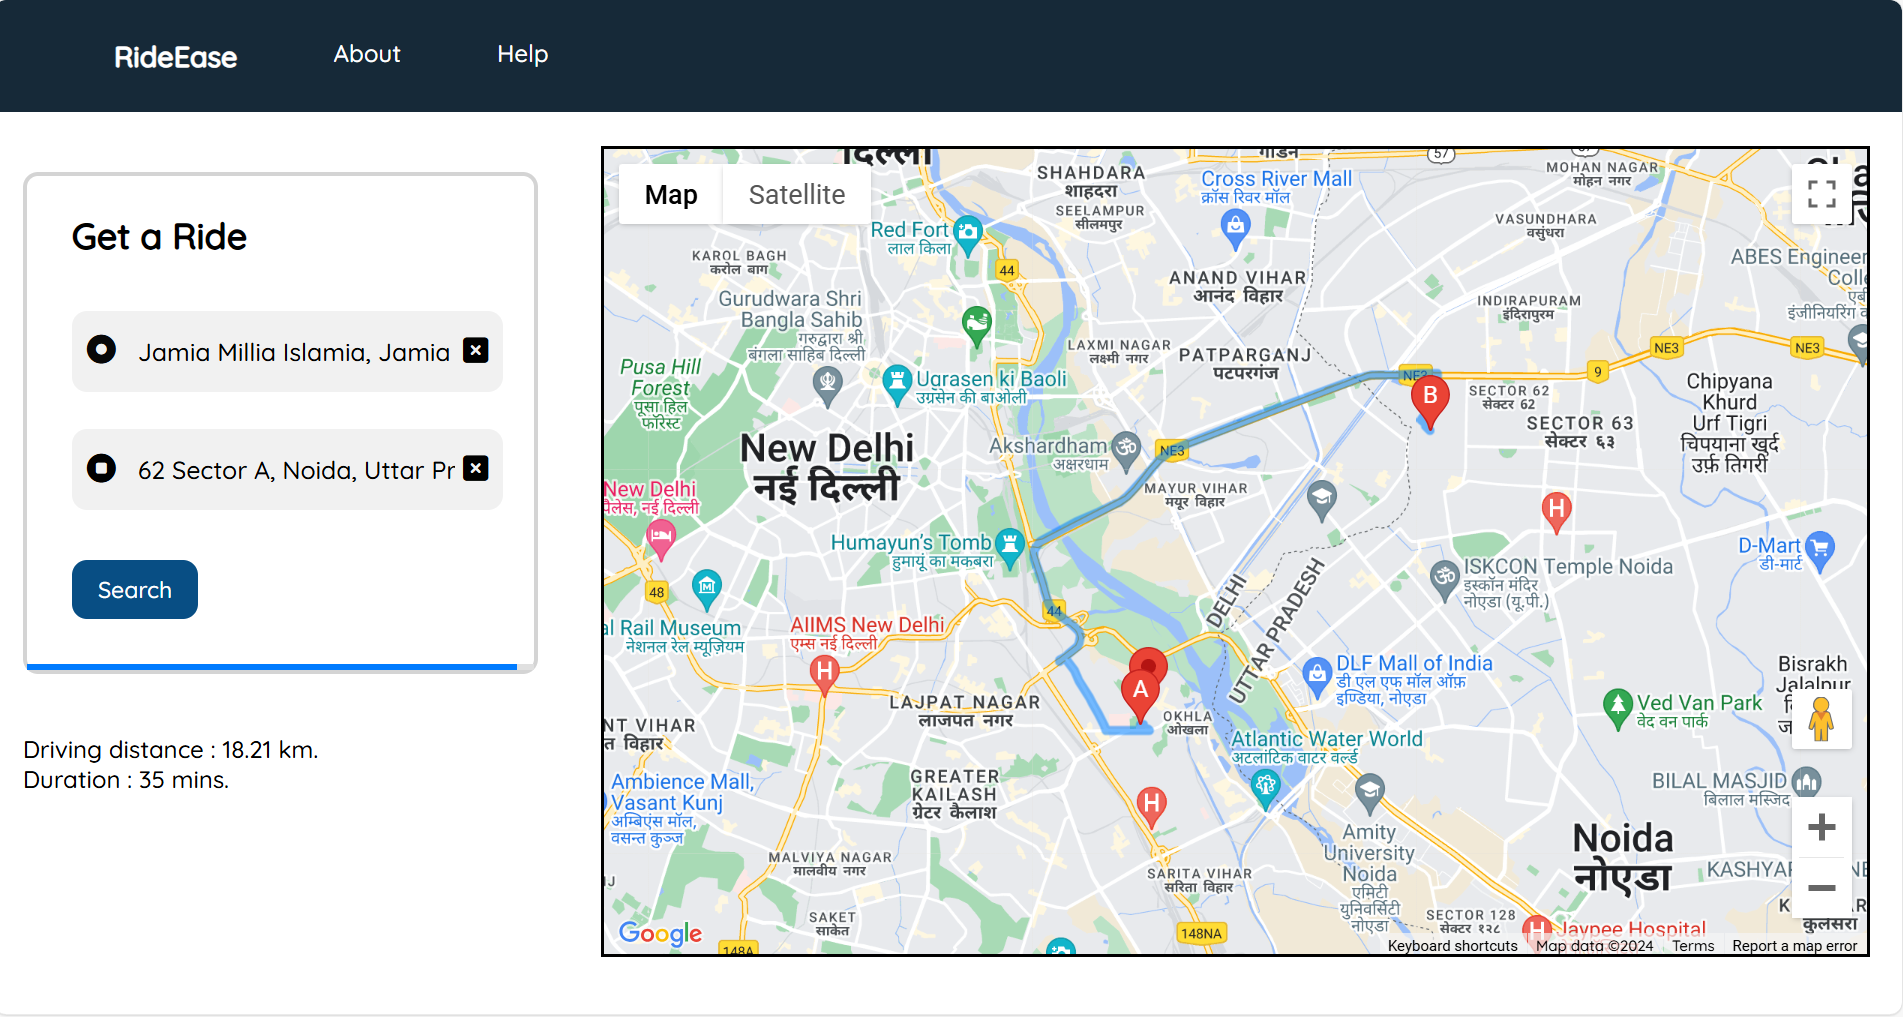 RideEase
About
Help
Get a Ride
Jamia Millia Islamia, Jamia
62 Sector A, Noida, Uttar Pr
Search
Driving distance : 18.21 km.
Duration : 35 mins.
Map
Satellite
दिल्ली
SHAHDARA
शाहदरा
SEELAMPUR
सीलमपुर
Cross River Mall
क्रॉस रिवर मॉल
57
MOHAN NAGAR
मोहन नगर
VASUNDHARA
वसुंधरा
Red Fort
लाल किला
KAROL BAGH
करोल बाग
44
ANAND VIHAR
आनंद विहार
ABES Engineer
Coll
INDIRAPURAM
इंदिरापुरम
इंजीनियरिंग
Gurudwara Shri
Bangla Sahib
गुरुद्वारा श्री
बंगला साहिब दिल्ली
LAXMI NAGAR
लक्ष्मी नगर
PATPARGANJ
पटपरगंज
NE3
NE3
9
NE3
Pusa Hill
Forest
पूसा हिल
फॉरेस्ट
Ugrasen ki Baoli
उग्रसेन की बाओली
B
SECTOR 62
सेक्टर 62
Chipyana
Khurd
Urf Tigri
चिपयाना खुर्द
उर्फ़ तिगरी
SECTOR 63
सेक्टर ६३
New Delhi
नई दिल्ली
Akshardham
अक्षरधाम
NE3
MAYUR VIHAR
मयूर विहार
New Delhi
पैलेस, नई दिल्ली
H
Humayun's Tomb
हुमायूं का मकबरा
D-Mart
डी-मार्ट
ISKCON Temple Noida
इस्कॉन मंदिर
नोएडा (यू.पी.)
48
44
DELHI
UTTAR PRADESH
al Rail Museum
नेशनल रेल म्यूज़ियम
AIIMS New Delhi
एम्स नई दिल्ली
H
A
DLF Mall of India
डी एल एफ मॉल ऑफ़
इण्डिया, नोएडा
Bisrakh
Jalalpur
Ved Van Park
वेद वन पार्क
LAJPAT NAGAR
लाजपत नगर
OKHLA
ओखला
NT VIHAR
त विहार
Atlantic Water World
अटलांटिक वाटर वर्ल्ड
Ambience Mall,
Vasant Kunj
अम्बिएंस मॉल,
वसन्त कुञ्ज
GREATER
KAILASH
ग्रेटर कैलाश
H
BILAL MASJID
बिलाल मस्जिद
Amity
University
Noida
एमिटी
युनिवर्सिटी
नोएडा
Noida
नोएडा
MALVIYA NAGAR
मालवीय नगर
SARITA VIHAR
सरिता विहार
KASHYAP
SAKET
साकेत
148A
148NA
SECTOR 128
सेक्टर १२८
H
Jaypee Hospital
कुलसरा
Google
Keyboard shortcuts
Map data ©2024
Terms
Report a map error